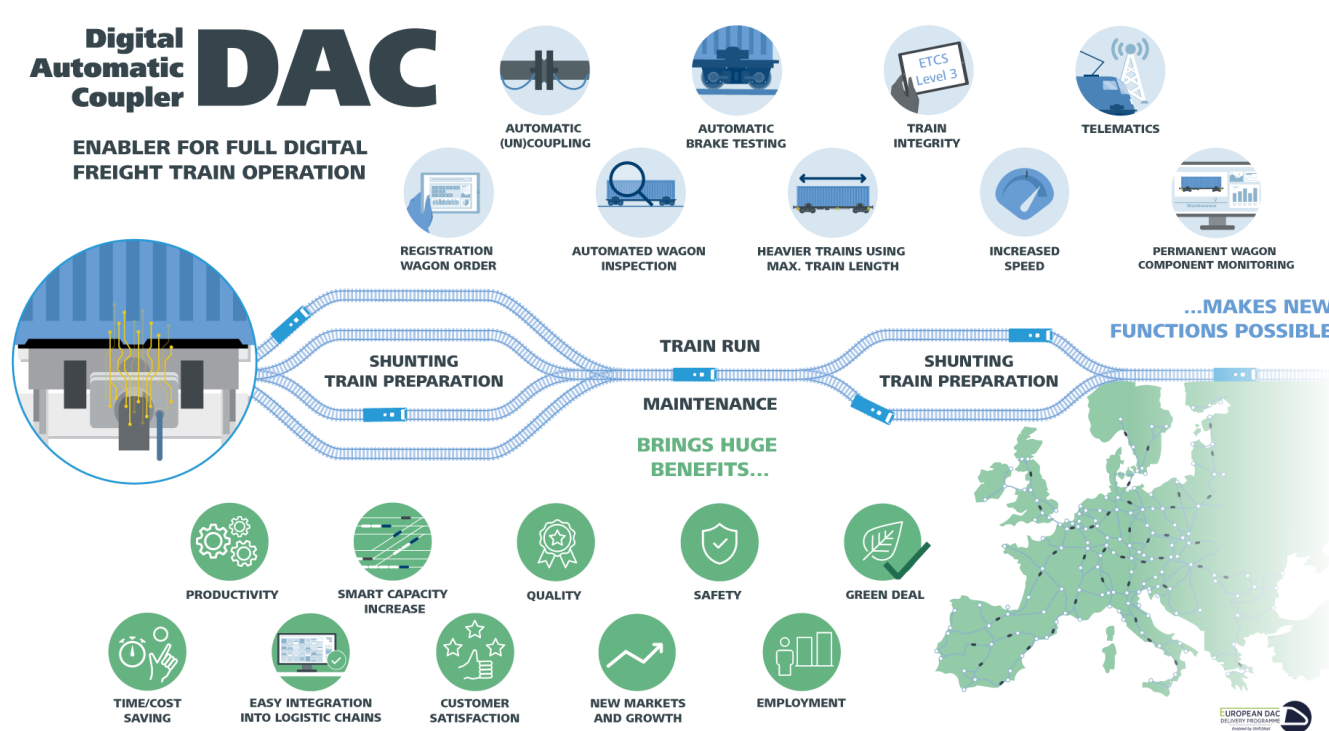 Digital
Automatic
Coupler
DAC
ENABLER FOR FULL DIGITAL
FREIGHT TRAIN OPERATION
AUTOMATIC
(UN)COUPLING
AUTOMATIC
BRAKE TESTING
ETCS
Level 3
TRAIN
INTEGRITY
TELEMATICS
REGISTRATION
WAGON ORDER
AUTOMATED WAGON
INSPECTION
HEAVIER TRAINS USING
MAX. TRAIN LENGTH
INCREASED
SPEED
Maintenance
PERMANENT WAGON
COMPONENT MONITORING
...MAKES NEW
FUNCTIONS POSSIBLE
SHUNTING
TRAIN PREPARATION
TRAIN RUN
MAINTENANCE
SHUNTING
TRAIN PREPARATION
BRINGS HUGE
BENEFITS...
PRODUCTIVITY
SMART CAPACITY
INCREASE
QUALITY
SAFETY
GREEN DEAL
TIME/COST
SAVING
EASY INTEGRATION
INTO LOGISTIC CHAINS
CUSTOMER
SATISFACTION
NEW MARKETS
AND GROWTH
EMPLOYMENT
EUROPEAN DAC
DELIVERY PROGRAMME
Enabled by Shift2Rail